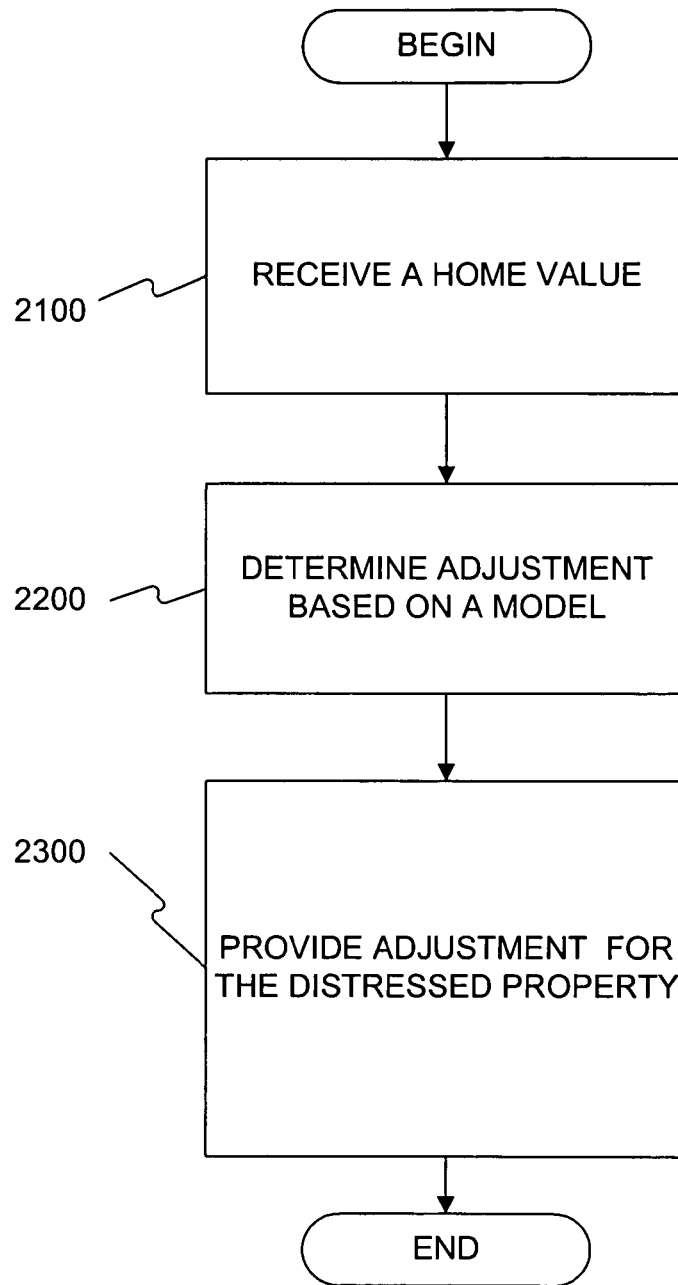 BEGIN
RECEIVE A HOME VALUE
2100
DETERMINE ADJUSTMENT
BASED ON A MODEL
2200
PROVIDE ADJUSTMENT FOR
THE DISTRESSED PROPERTY
2300
END